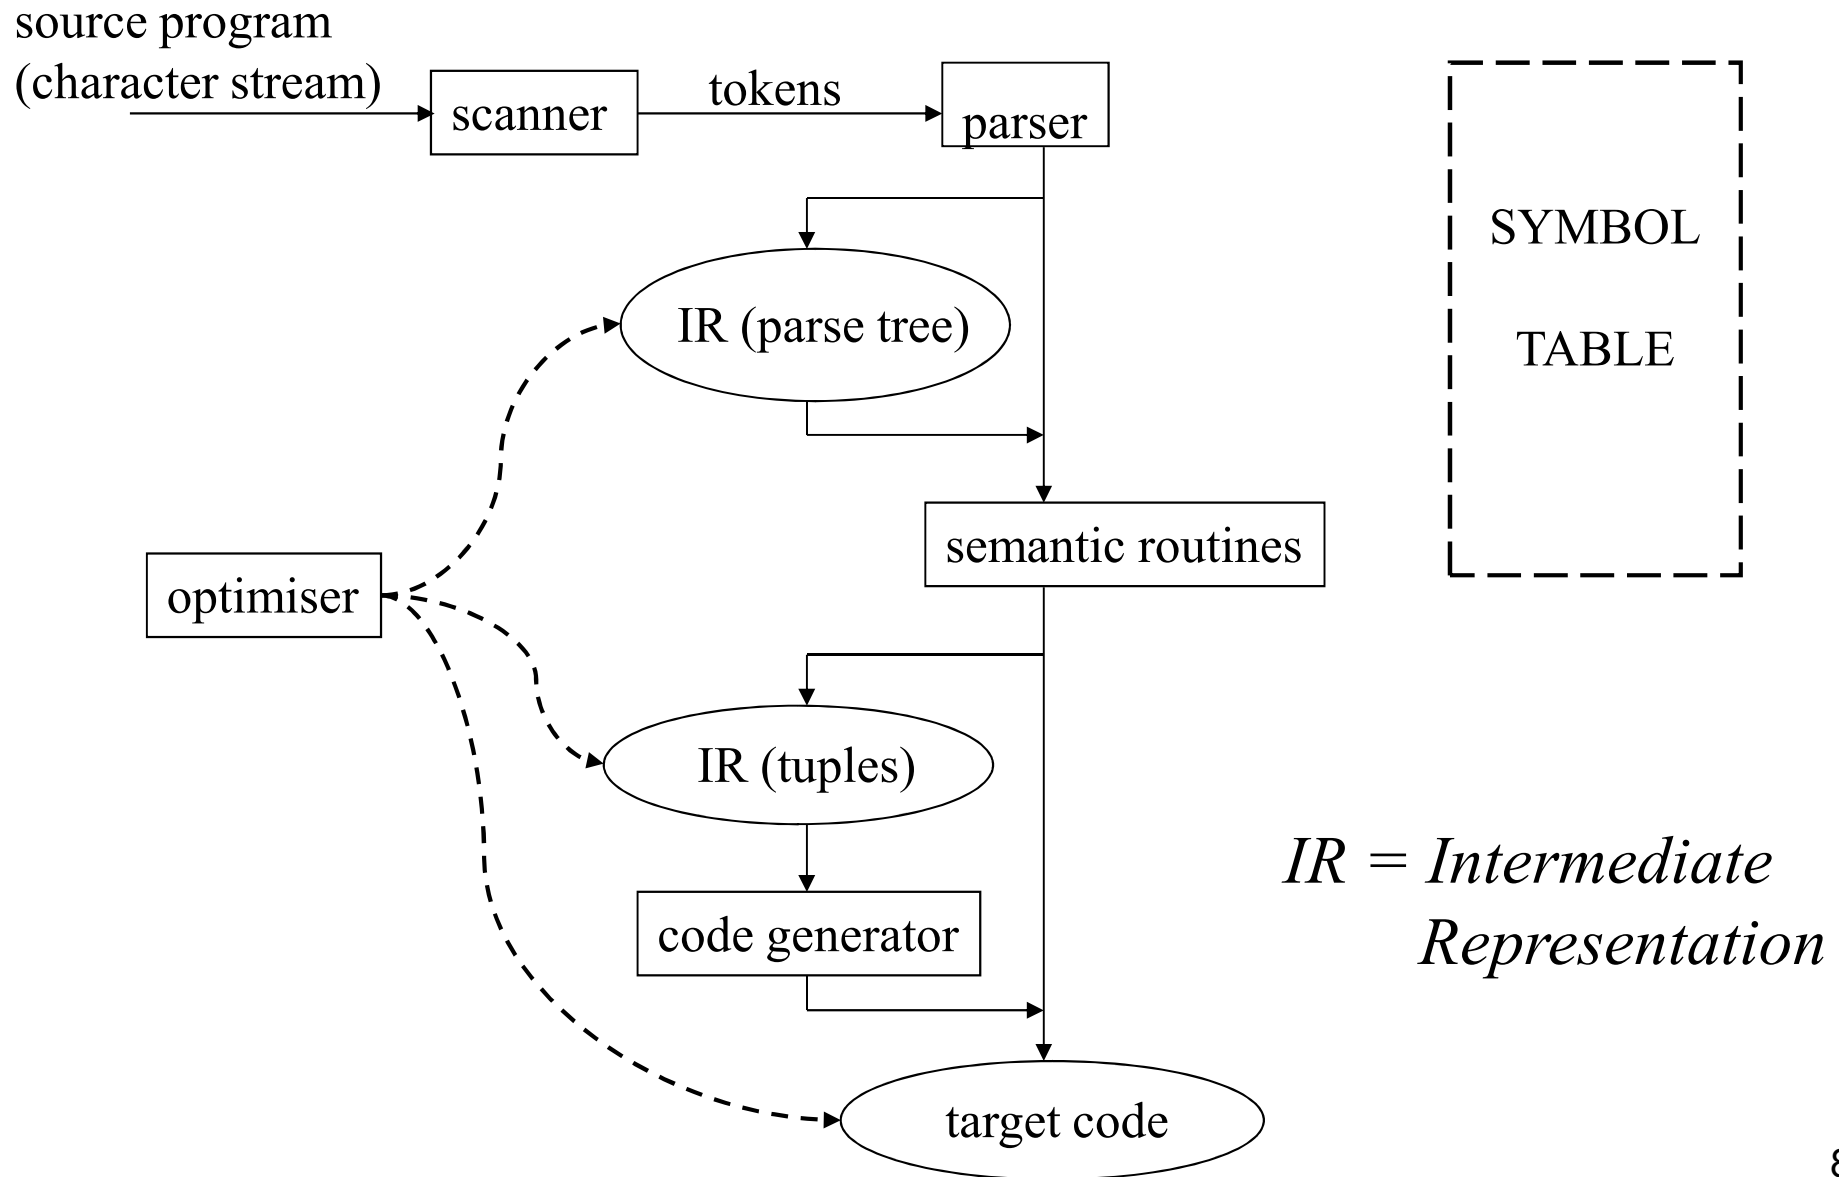 source program
(character stream)
scanner
tokens
parser
SYMBOL
TABLE
IR (parse tree)
semantic routines
optimiser
IR (tuples)
IR = Intermediate
Representation
code generator
target code